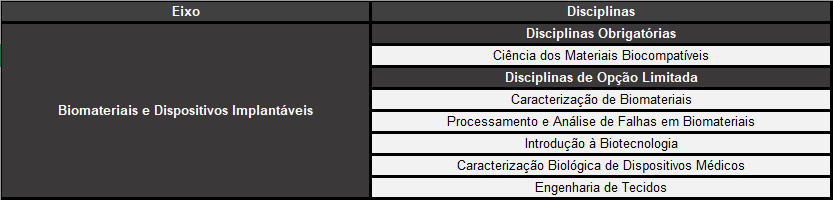 Eixo
Disciplinas
Biomateriais e Dispositivos Implantáveis
Disciplinas Obrigatórias
Ciência dos Materiais Biocompatíveis
Disciplinas de Opção Limitada
Caracterização de Biomateriais
Processamento e Análise de Falhas em Biomateriais
Introdução à Biotecnologia
Caracterização Biológica de Dispositivos Médicos
Engenharia de Tecidos